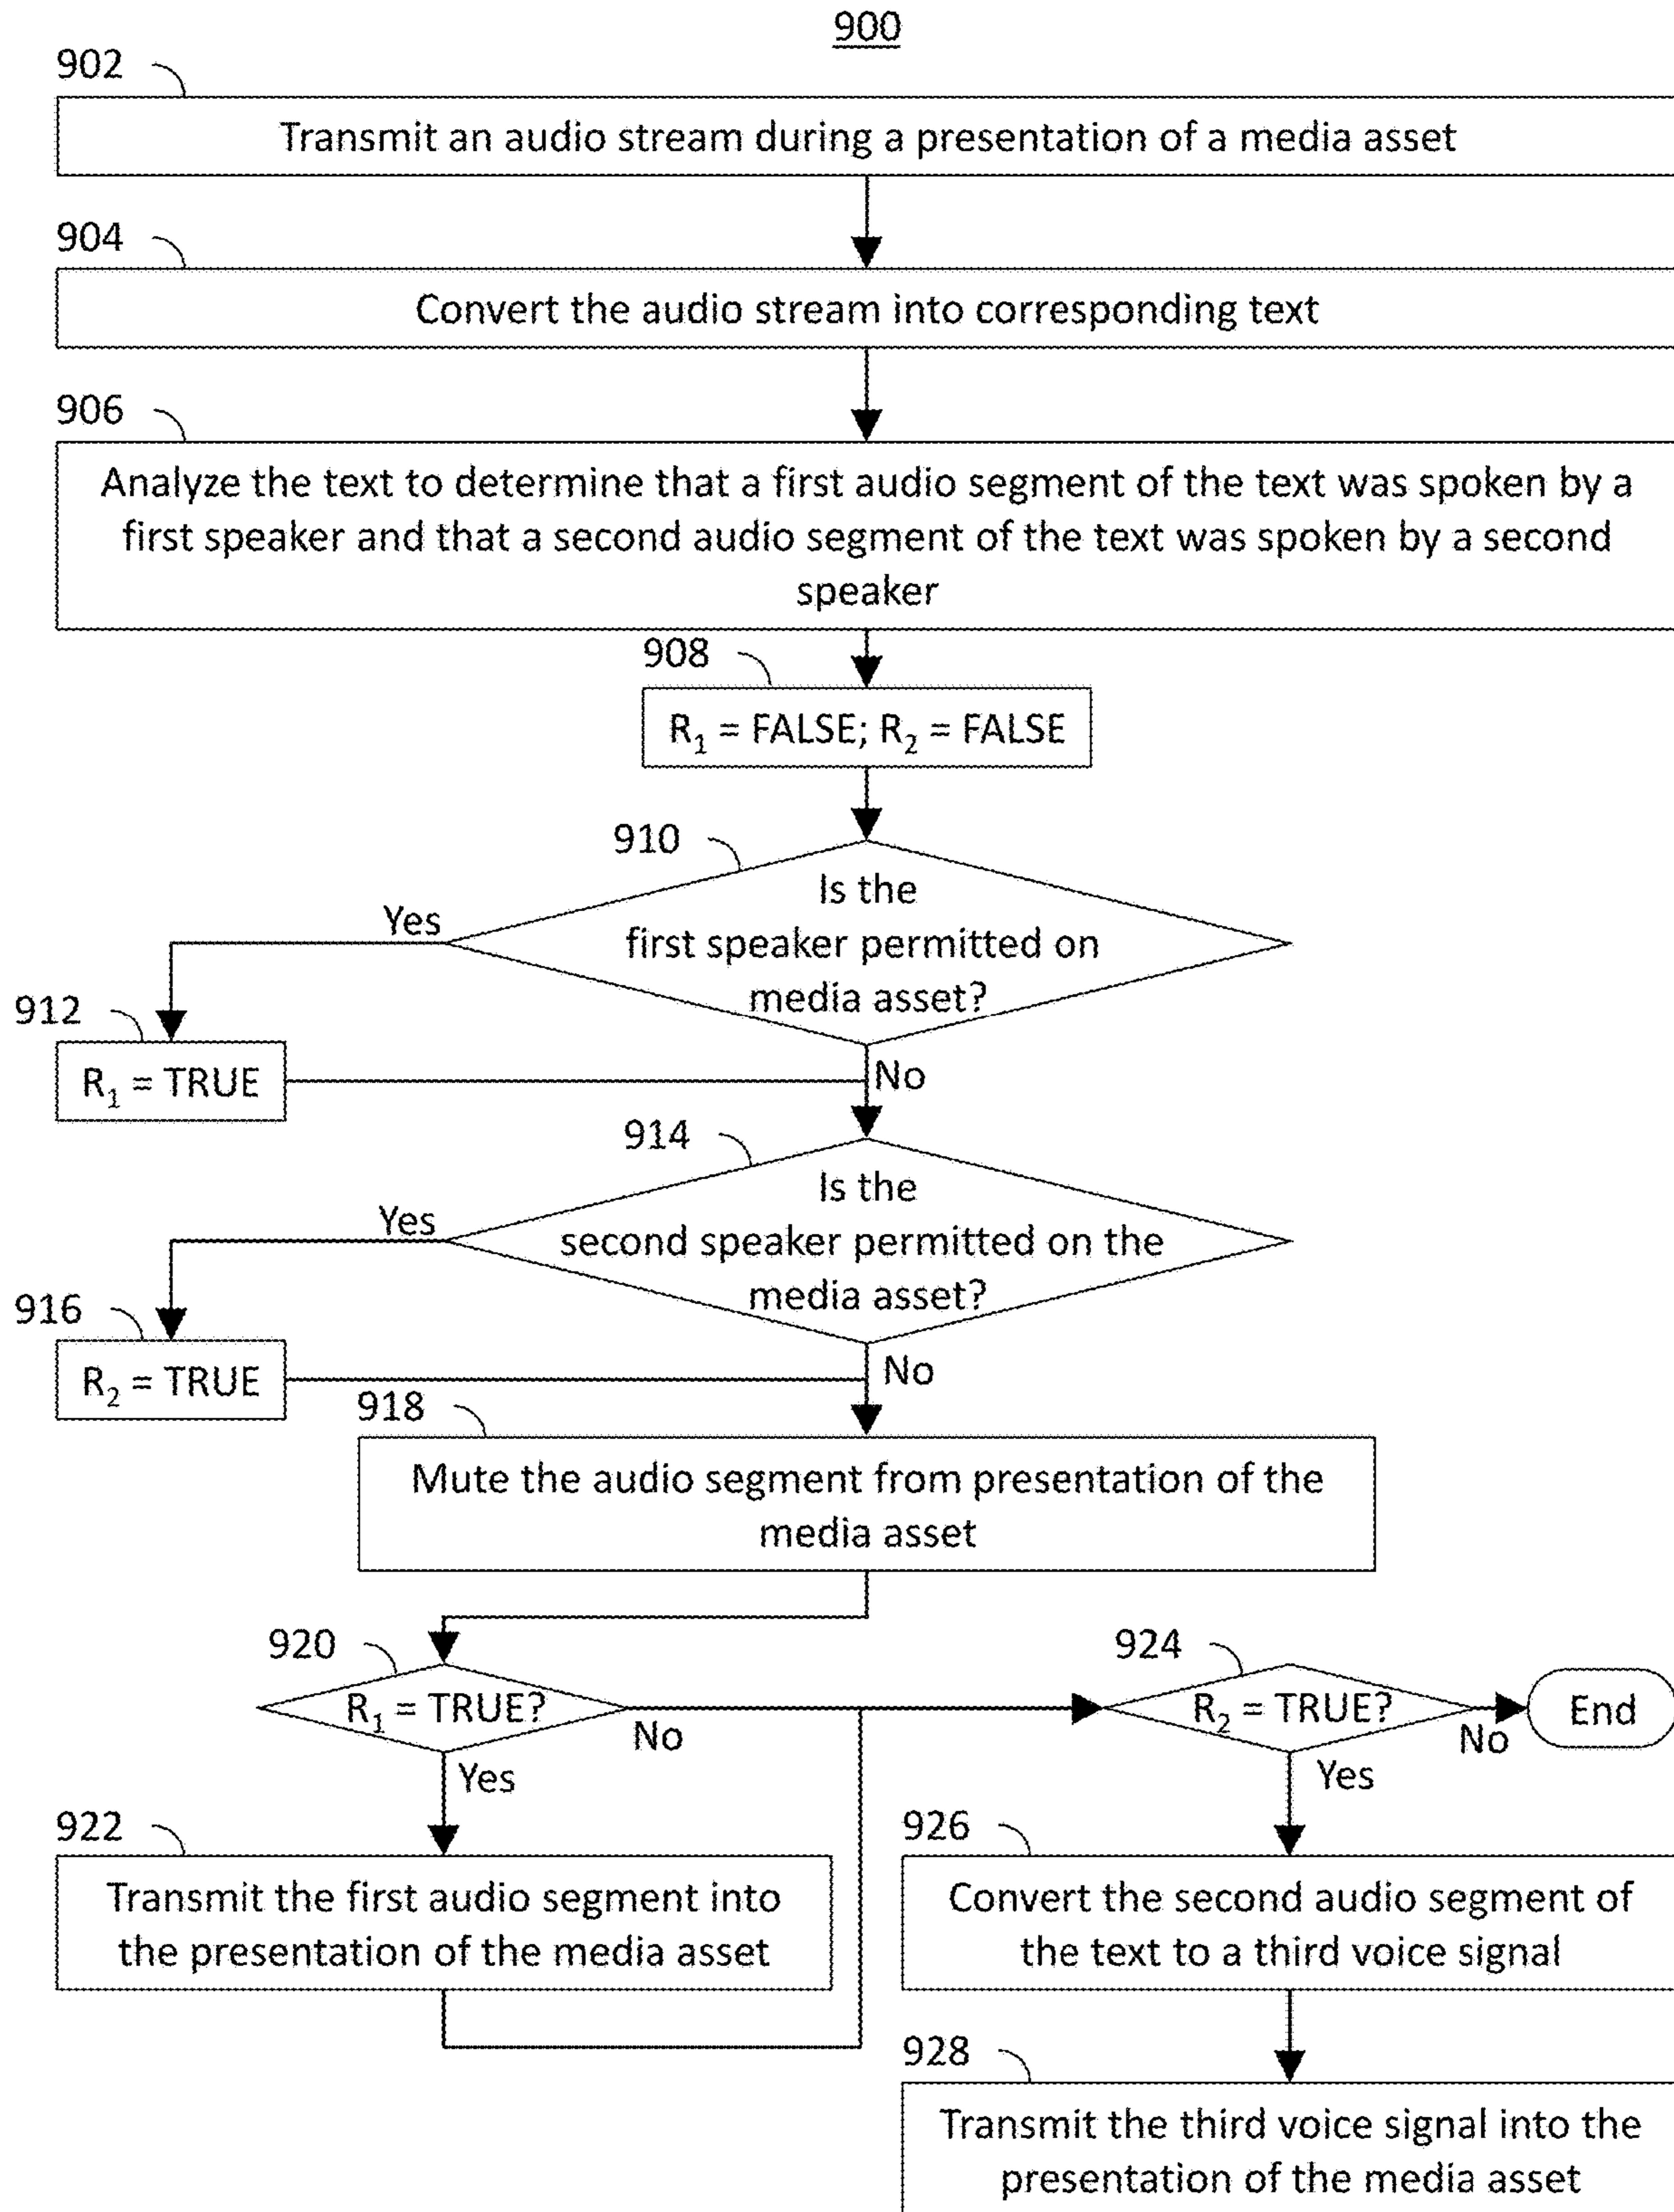 900
902
Transmit an audio stream during a presentation of a media asset
904
Convert the audio stream into corresponding text
906
Analyze the text to determine that a first audio segment of the text was spoken by a
first speaker and that a second audio segment of the text was spoken by a second
speaker
908
R₁ = FALSE; R₂ = FALSE
910
Is the
first speaker permitted on
media asset?
Yes
No
912
R₁ = TRUE
914
Is the
second speaker permitted on the
media asset?
Yes
No
916
R₂ = TRUE
918
Mute the audio segment from presentation of the
media asset
920
R₁ = TRUE?
No
Yes
922
Transmit the first audio segment into
the presentation of the media asset
924
R₂ = TRUE?
No
End
Yes
926
Convert the second audio segment of
the text to a third voice signal
928
Transmit the third voice signal into the
presentation of the media asset